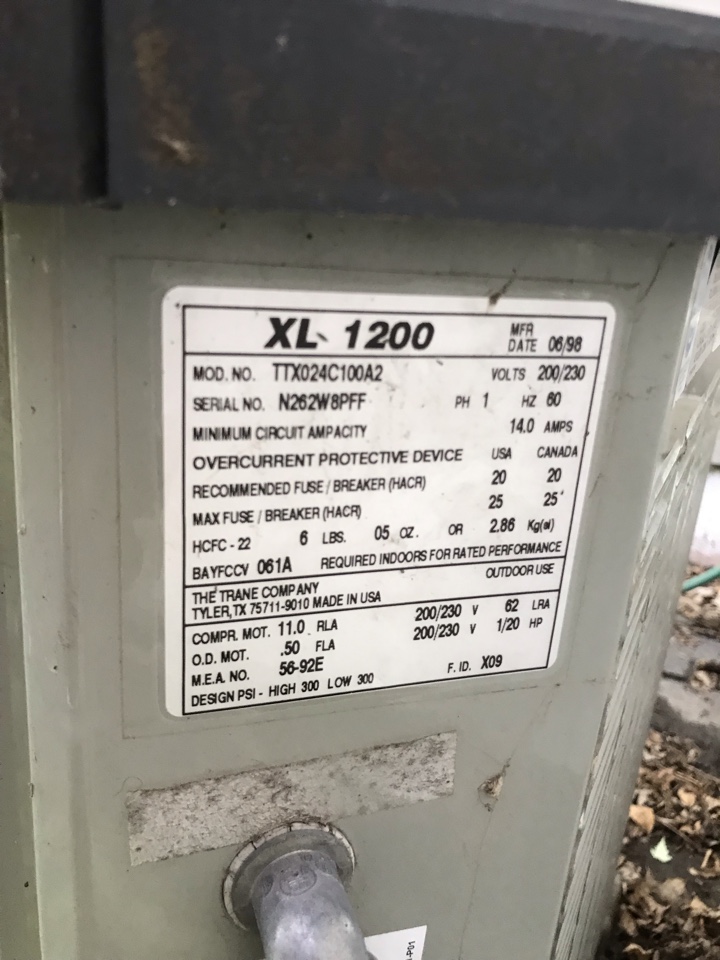 XL 1200
MFR
DATE 06/98
MOD. NO. TTX024C100A2 VOLTS 200/230
SERIAL NO. N262W8PFF PH 1 HZ 60
MINIMUM CIRCUIT AMPACITY 14.0 AMPS
OVERCURRENT PROTECTIVE DEVICE USA CANADA
RECOMMENDED FUSE / BREAKER (HACR) 20 20
MAX FUSE / BREAKER (HACR) 25 25
HCFC - 22 6 LBS. 05 OZ. OR 2.86 Kg(si)
BAYFCCV 061A REQUIRED INDOORS FOR RATED PERFORMANCE
THE TRANE COMPANY OUTDOOR USE
TYLER, TX 75711-9010 MADE IN USA
COMPR. MOT. 11.0 RLA 200/230 V 62 LRA
O.D. MOT. .50 FLA 200/230 V 1/20 HP
M.E.A. NO. 56-92E F. ID. X09
DESIGN PSI - HIGH 300 LOW 300
-P01